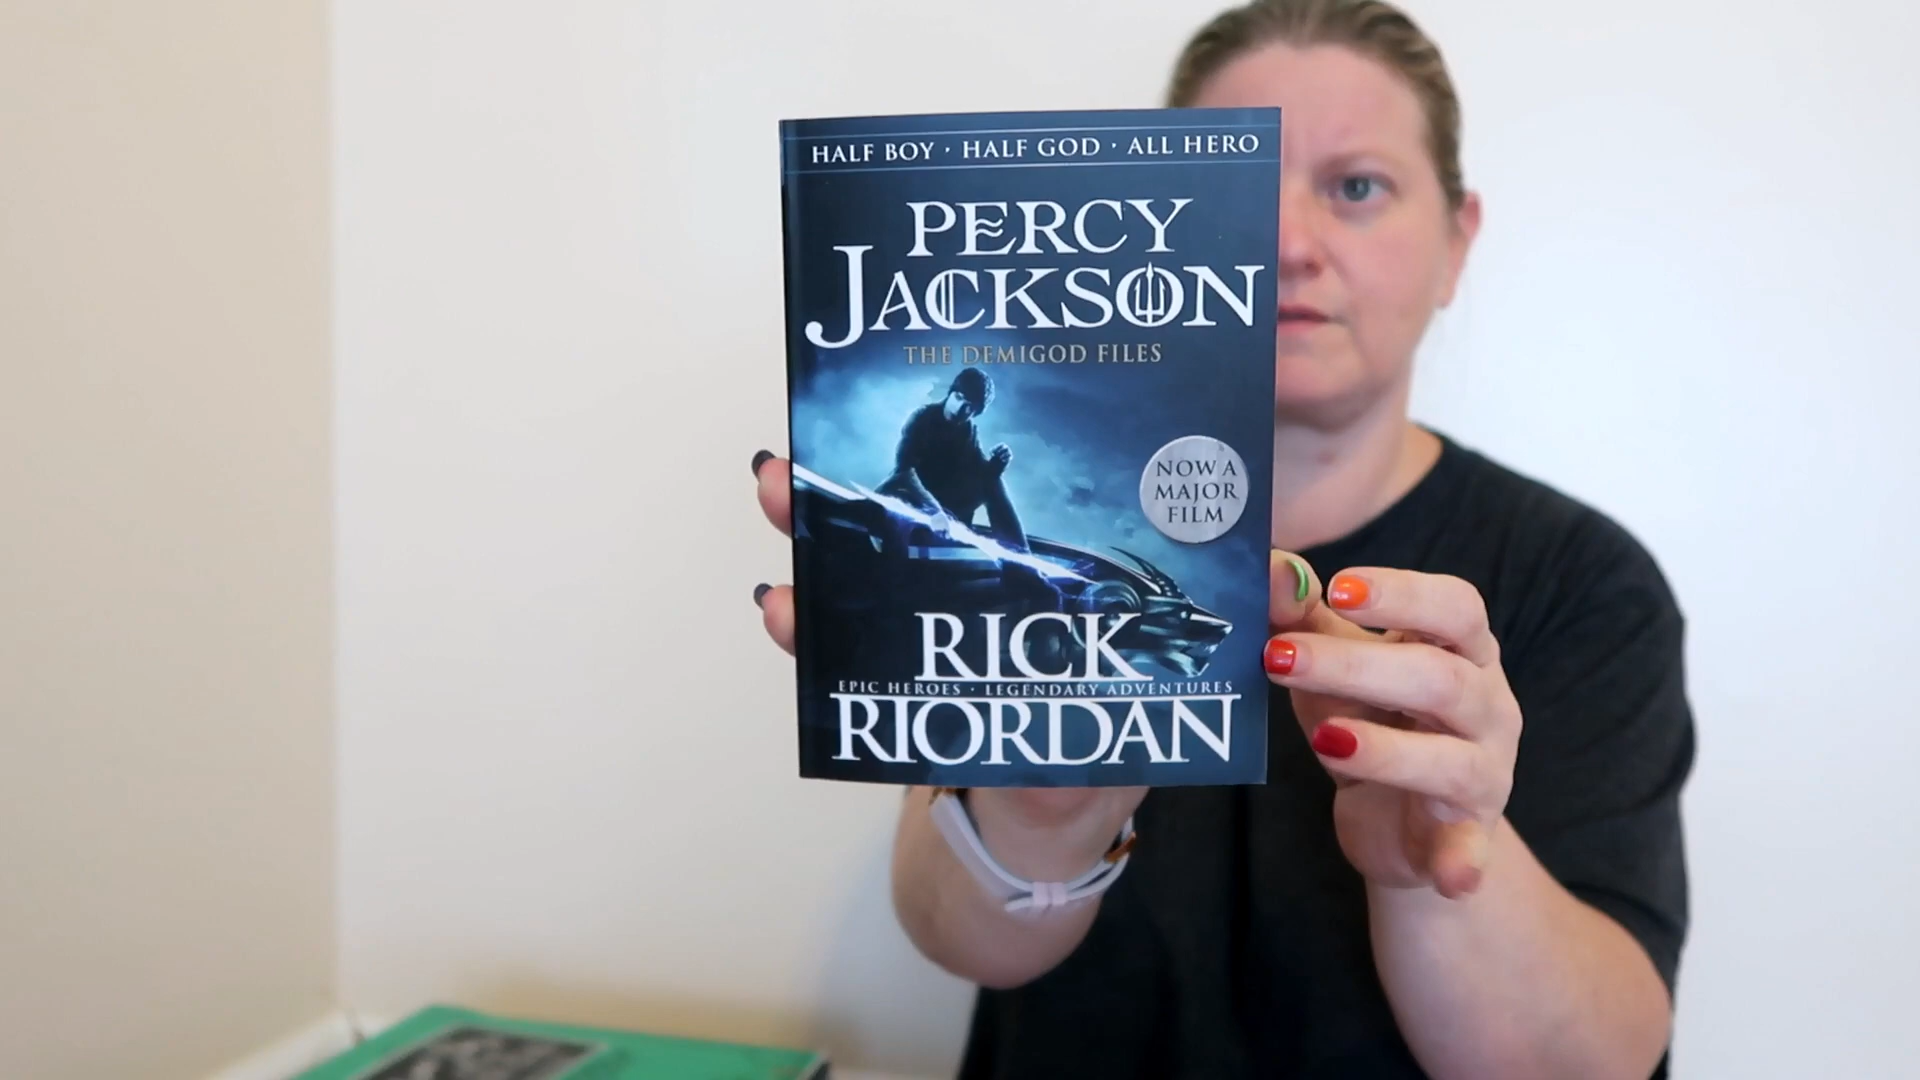 HALF BOY · HALF GOD · ALL HERO
PERCY
JACKSON
THE DEMIGOD FILES
NOW A
MAJOR
FILM
RICK
EPIC HEROES · LEGENDARY ADVENTURES
RIORDAN